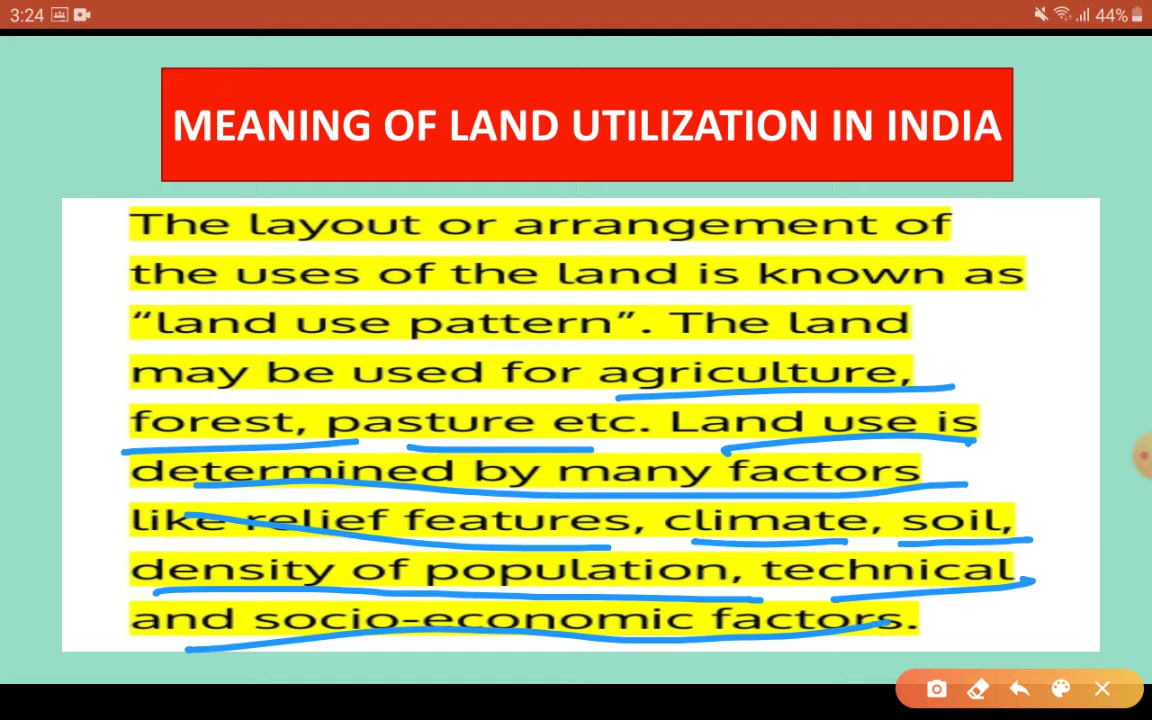 3:24
44%
MEANING OF LAND UTILIZATION IN INDIA
The layout or arrangement of
the uses of the land is known as
“land use pattern”. The land
may be used for agriculture,
forest, pasture etc. Land use is
determined by many factors
like relief features, climate, soil,
density of population, technical
and socio-economic factors.